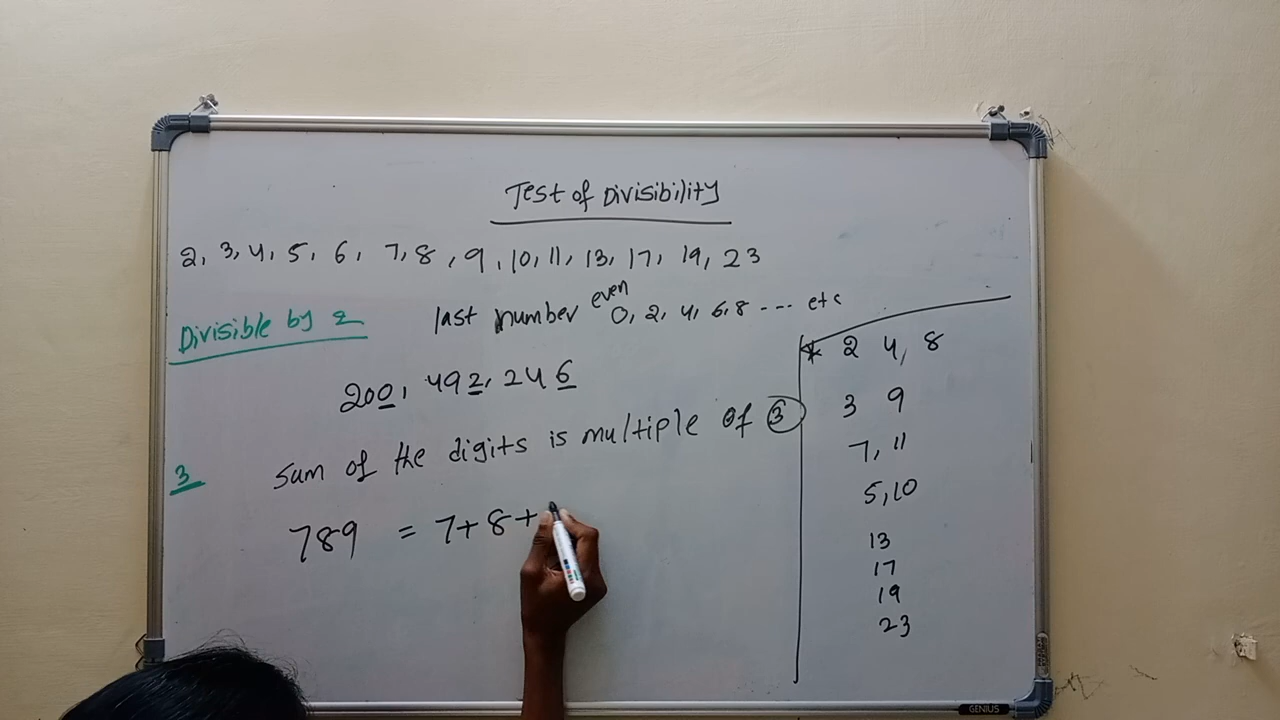 Test of Divisibility
2, 3, 4, 5, 6, 7, 8, 9, 10, 11, 13, 17, 19, 23
Divisible by 2 last number even 0, 2, 4, 6, 8 ---- etc
200, 492, 246
3 Sum of the digits is multiple of 3
789 = 7+8+
* 2 4, 8
3 9
7, 11
5, 10
13
17
19
23
GENIUS